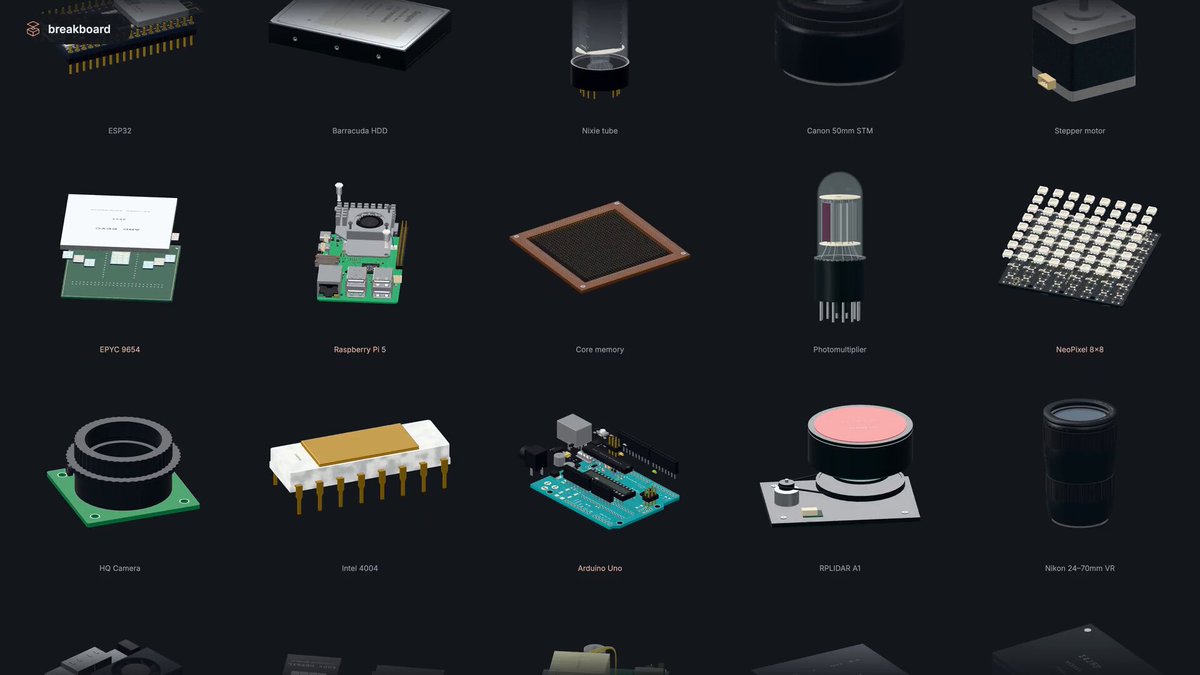 breakboard
ESP32
Barracuda HDD
Nixie tube
Canon 50mm STM
Stepper motor
EPYC 9654
Raspberry Pi 5
Core memory
Photomultiplier
NeoPixel 8×8
HQ Camera
Intel 4004
Arduino Uno
RPLIDAR A1
Nikon 24–70mm VR